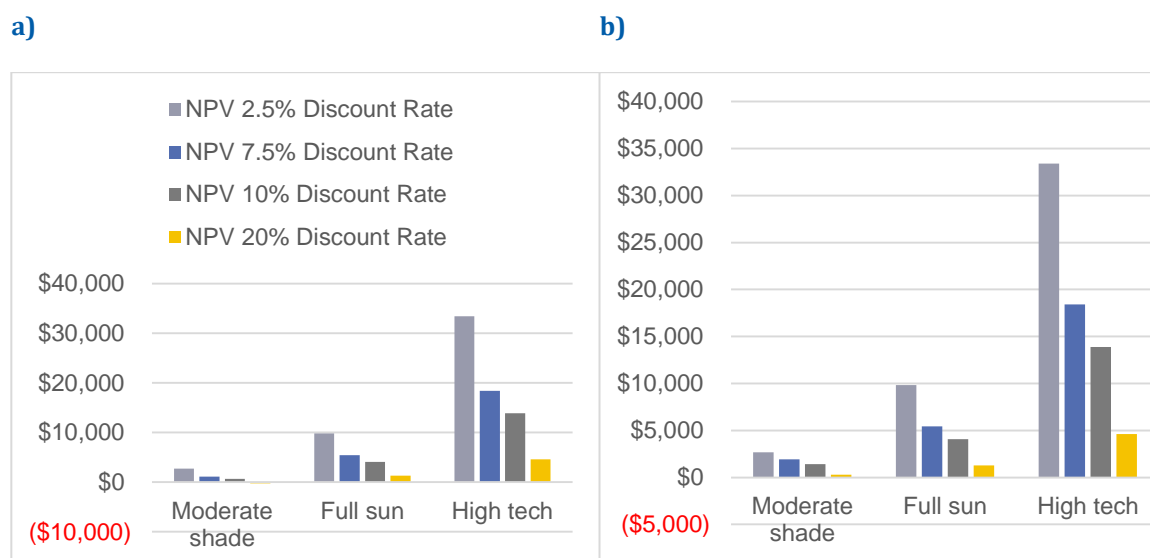 a)
b)
NPV 2.5% Discount Rate
NPV 7.5% Discount Rate
NPV 10% Discount Rate
NPV 20% Discount Rate
$40,000
$30,000
$20,000
$10,000
$0
($10,000)
Moderate
shade
Full sun
High tech
$40,000
$35,000
$30,000
$25,000
$20,000
$15,000
$10,000
$5,000
$0
($5,000)
Moderate
shade
Full sun
High tech